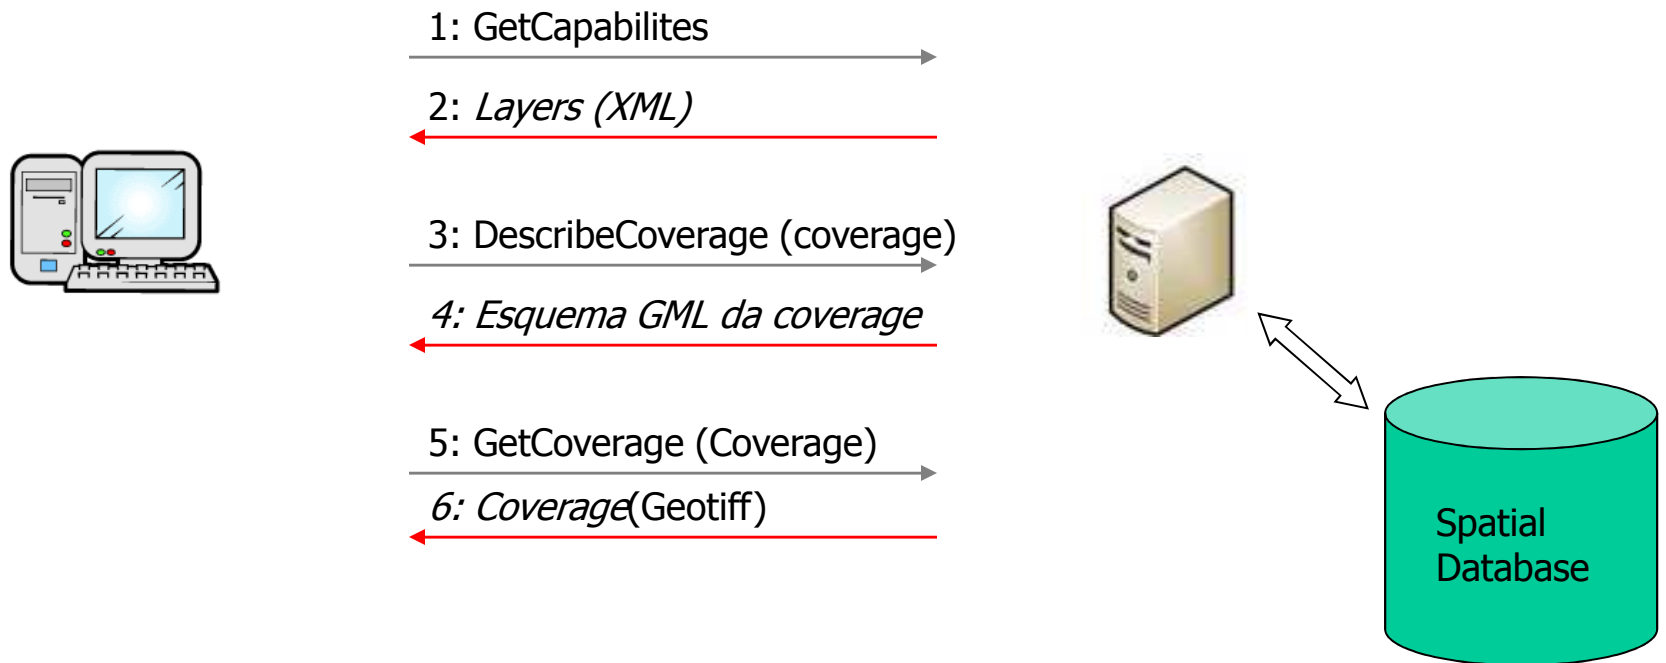 1: GetCapabilites
2: Layers (XML)
3: DescribeCoverage (coverage)
4: Esquema GML da coverage
5: GetCoverage (Coverage)
6: Coverage(Geotiff)
Spatial
Database